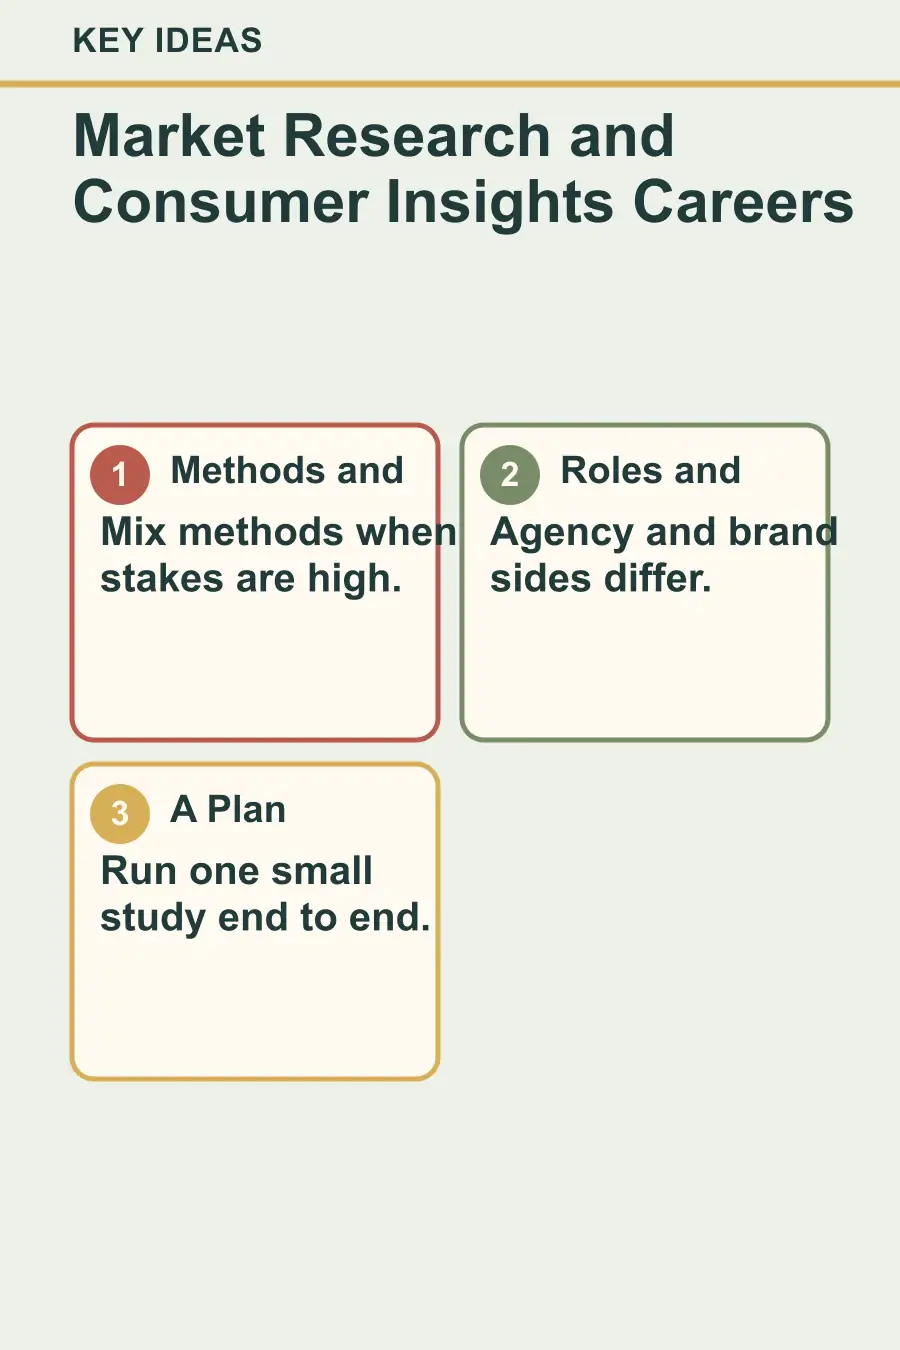 KEY IDEAS
Market Research and
Consumer Insights Careers
1 Methods and
Mix methods when
stakes are high.
2 Roles and
Agency and brand
sides differ.
3 A Plan
Run one small
study end to end.